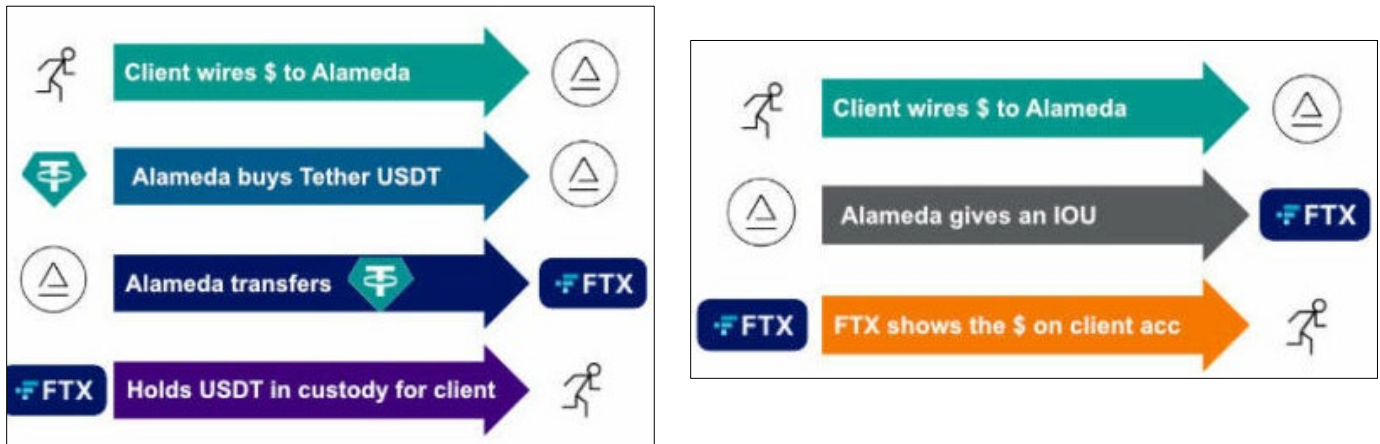 Client wires $ to Alameda
Alameda buys Tether USDT
Alameda transfers
FTX
FTX
Holds USDT in custody for client
Client wires $ to Alameda
Alameda gives an IOU
FTX
FTX
FTX shows the $ on client acc